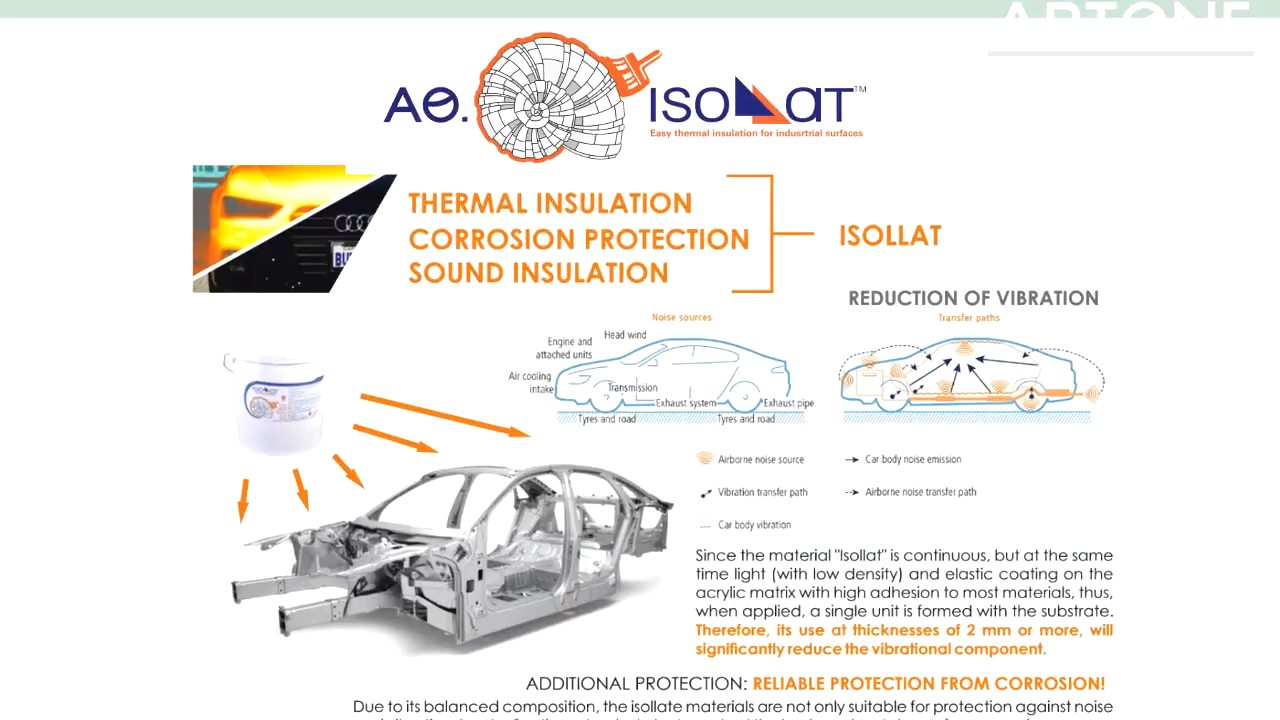 ARTONE
AΘ.
ISOLLAT™
Easy thermal insulation for indusrtrial surfaces
THERMAL INSULATION
CORROSION PROTECTION
SOUND INSULATION
ISOLLAT
REDUCTION OF VIBRATION
Noise sources
Transfer paths
Head wind
Engine and
attached units
Air cooling
intake
Transmission
Exhaust system
Exhaust pipe
Tyres and road
Tyres and road
Airborne noise source
Car body noise emission
Vibration transfer path
Airborne noise transfer path
Car body vibration
Since the material "Isollat" is continuous, but at the same
time light (with low density) and elastic coating on the
acrylic matrix with high adhesion to most materials, thus,
when applied, a single unit is formed with the substrate.
Therefore, its use at thicknesses of 2 mm or more, will
significantly reduce the vibrational component.
ADDITIONAL PROTECTION: RELIABLE PROTECTION FROM CORROSION!
Due to its balanced composition, the isollate materials are not only suitable for protection against noise